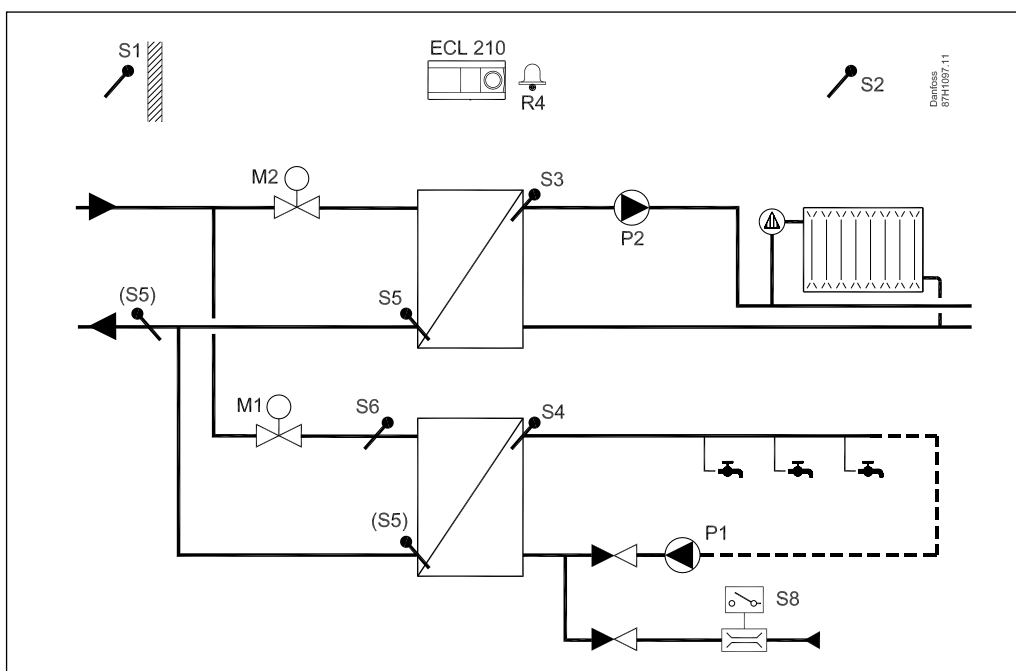 S1
ECL 210
R4
S2
Danfoss
87H1097.11
M2
S3
P2
(S5)
S5
M1
S6
S4
(S5)
P1
S8